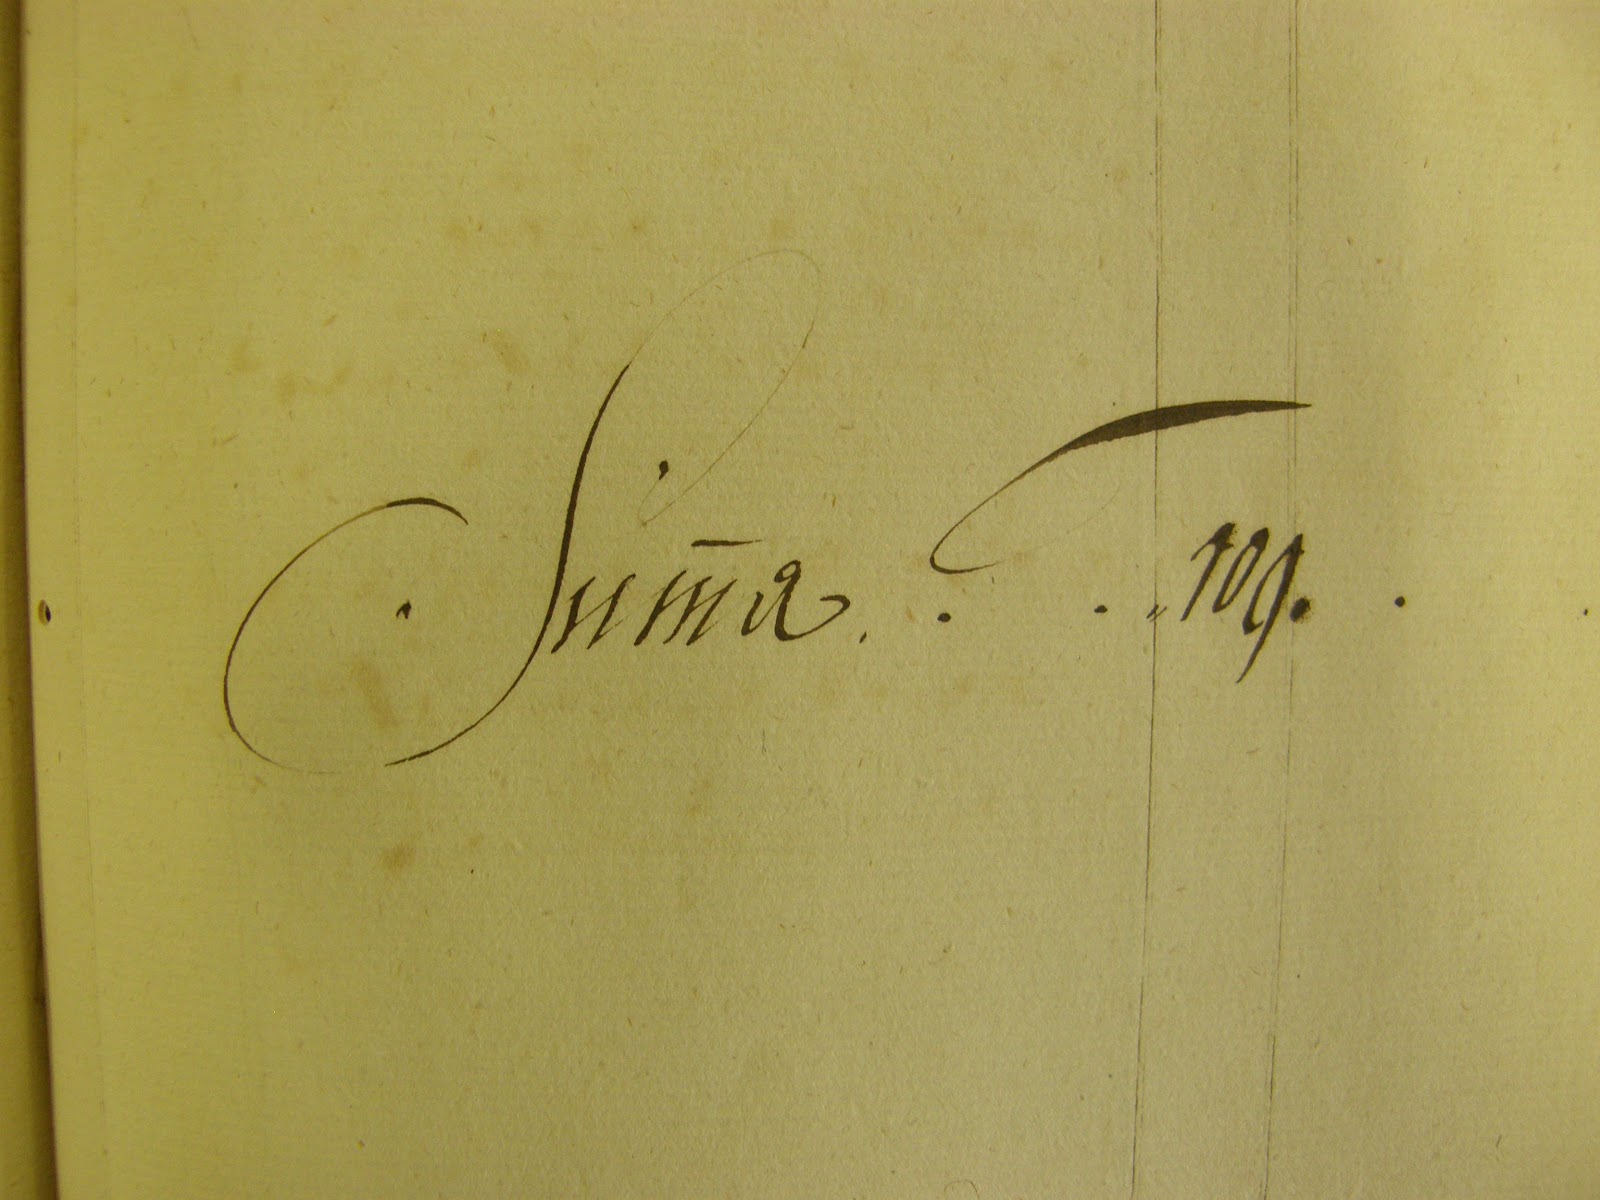 Sum̅a . . . „ 109 . .